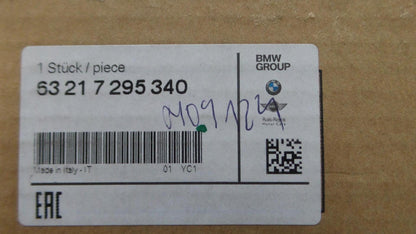 1 Stück / piece
63 21 7 295 340
BMW
GROUP
Made in Italy - IT
01 YC1
EAC